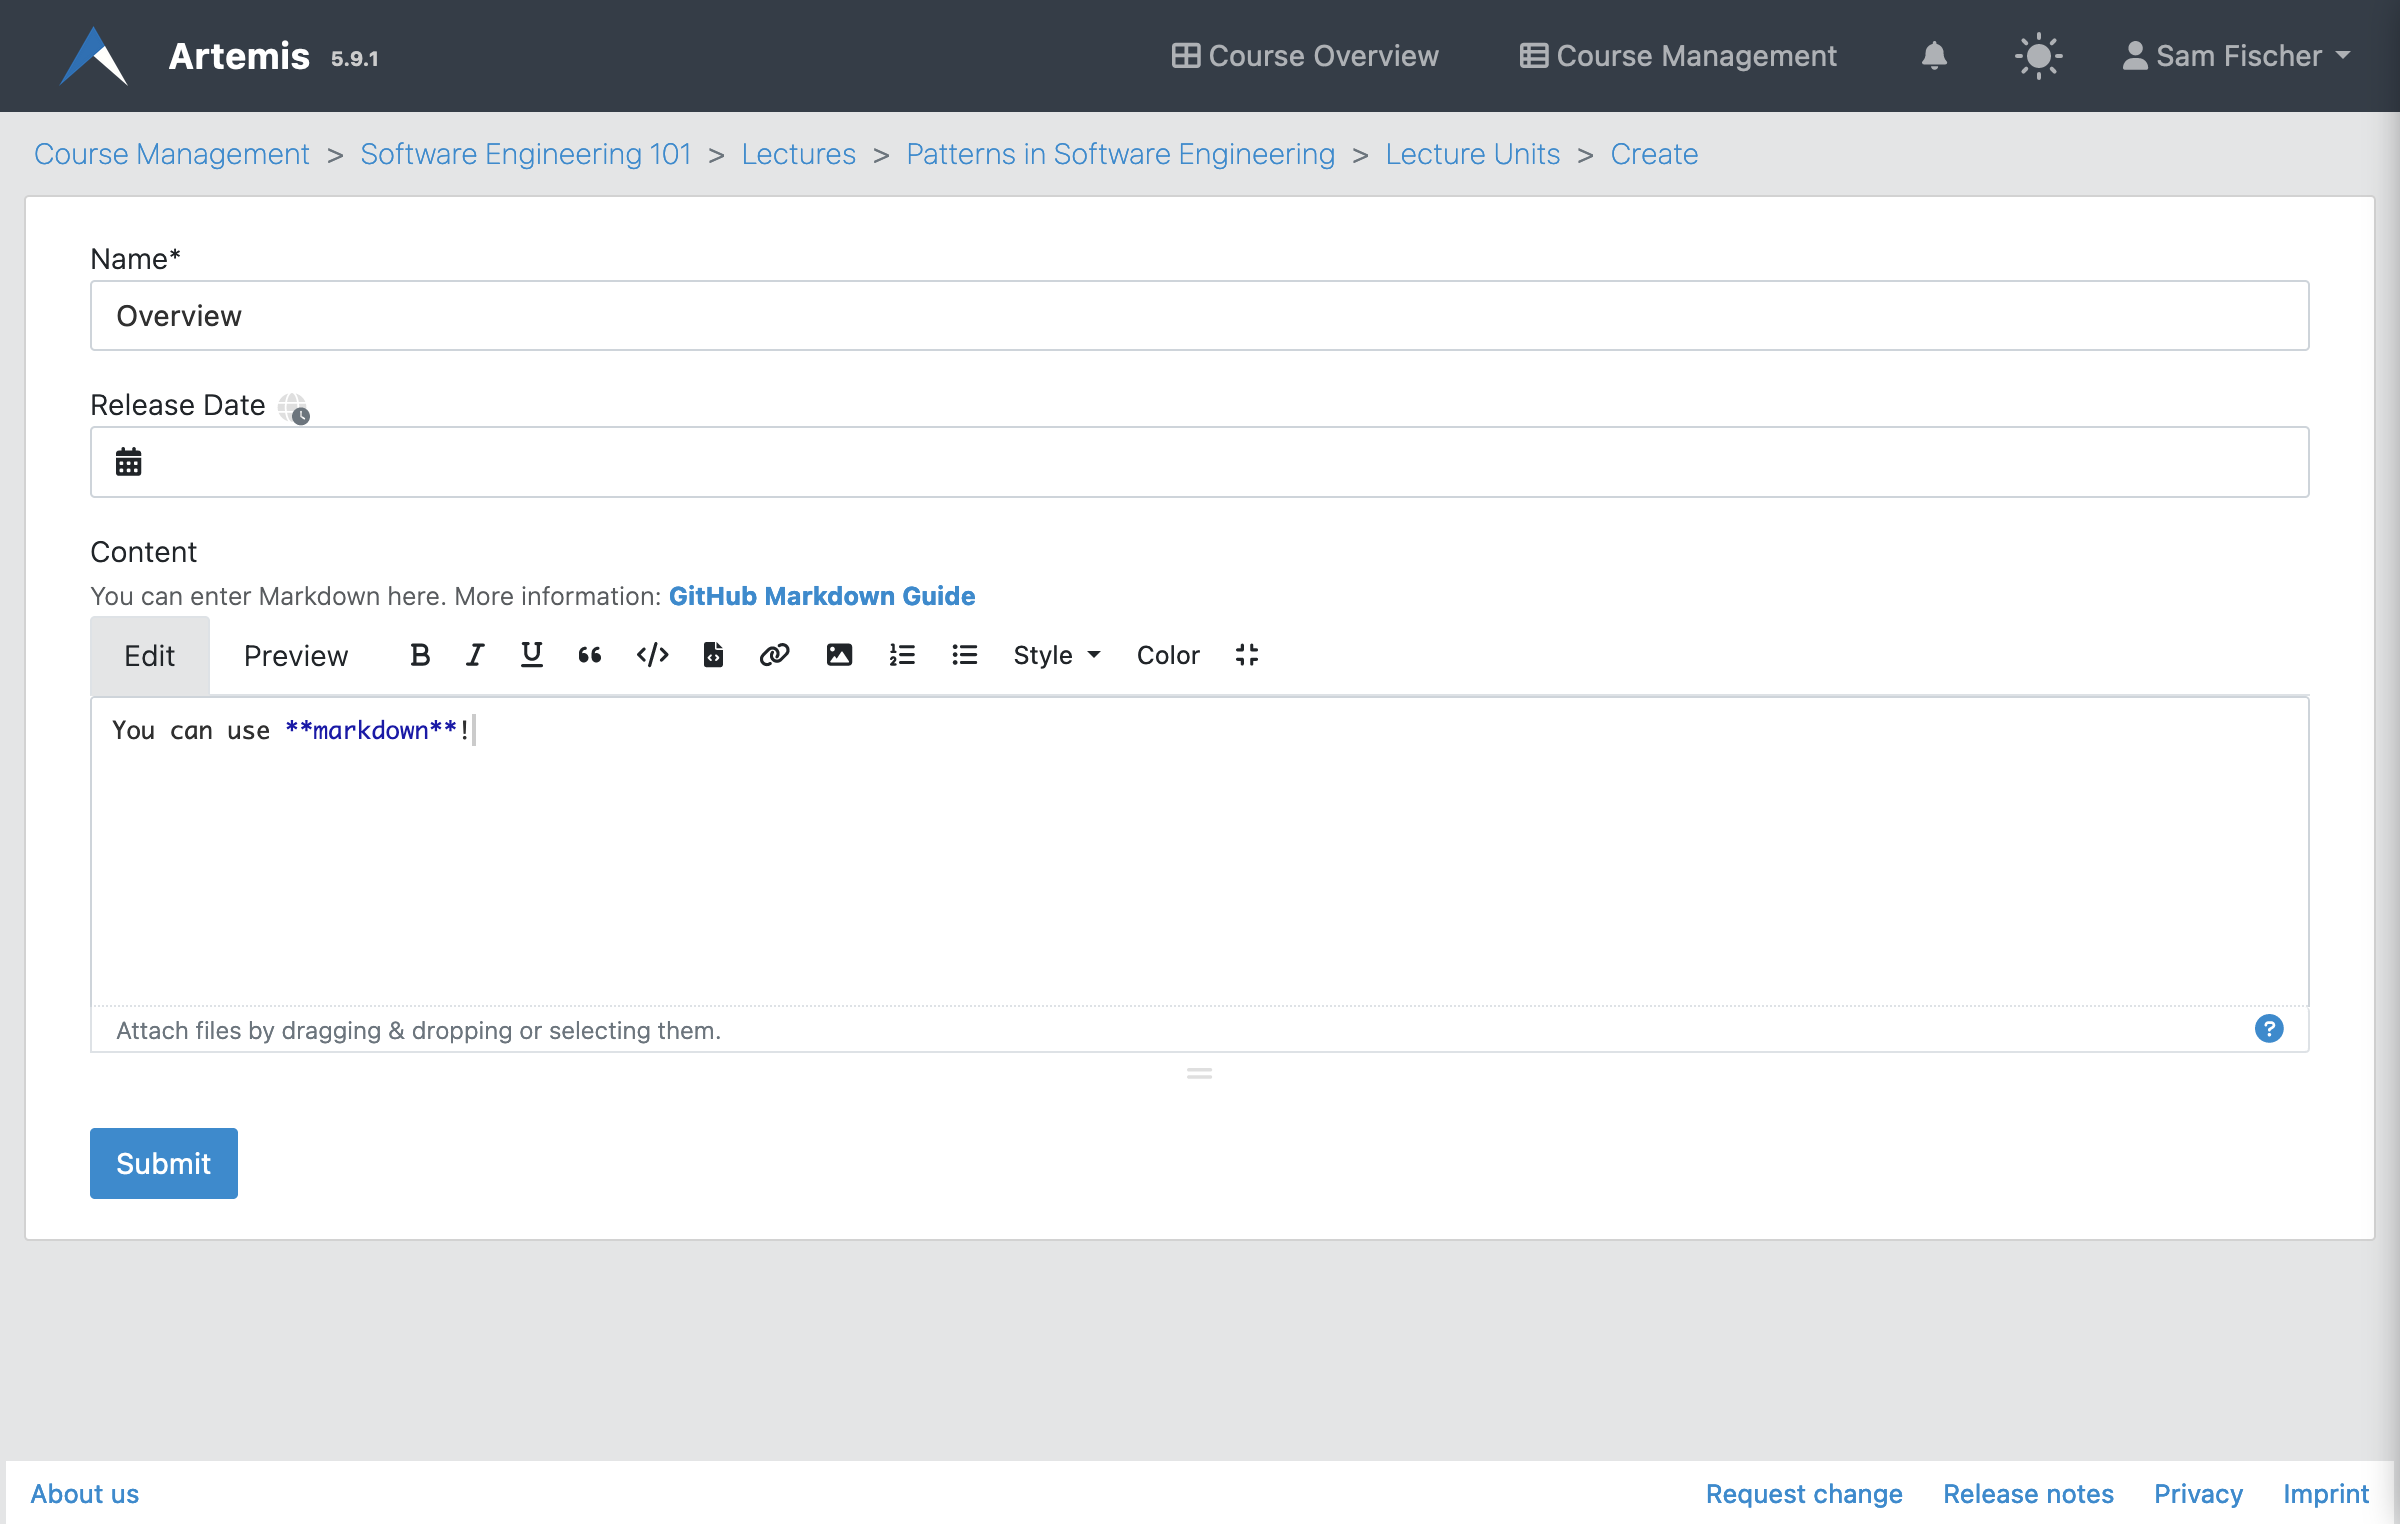 Artemis 5.9.1 Course Overview Course Management Sam Fischer
Course Management > Software Engineering 101 > Lectures > Patterns in Software Engineering > Lecture Units > Create
Name*
Overview
Release Date
Content
You can enter Markdown here. More information: GitHub Markdown Guide
Edit Preview Style Color
You can use **markdown**!
Attach files by dragging & dropping or selecting them.
Submit
About us Request change Release notes Privacy Imprint